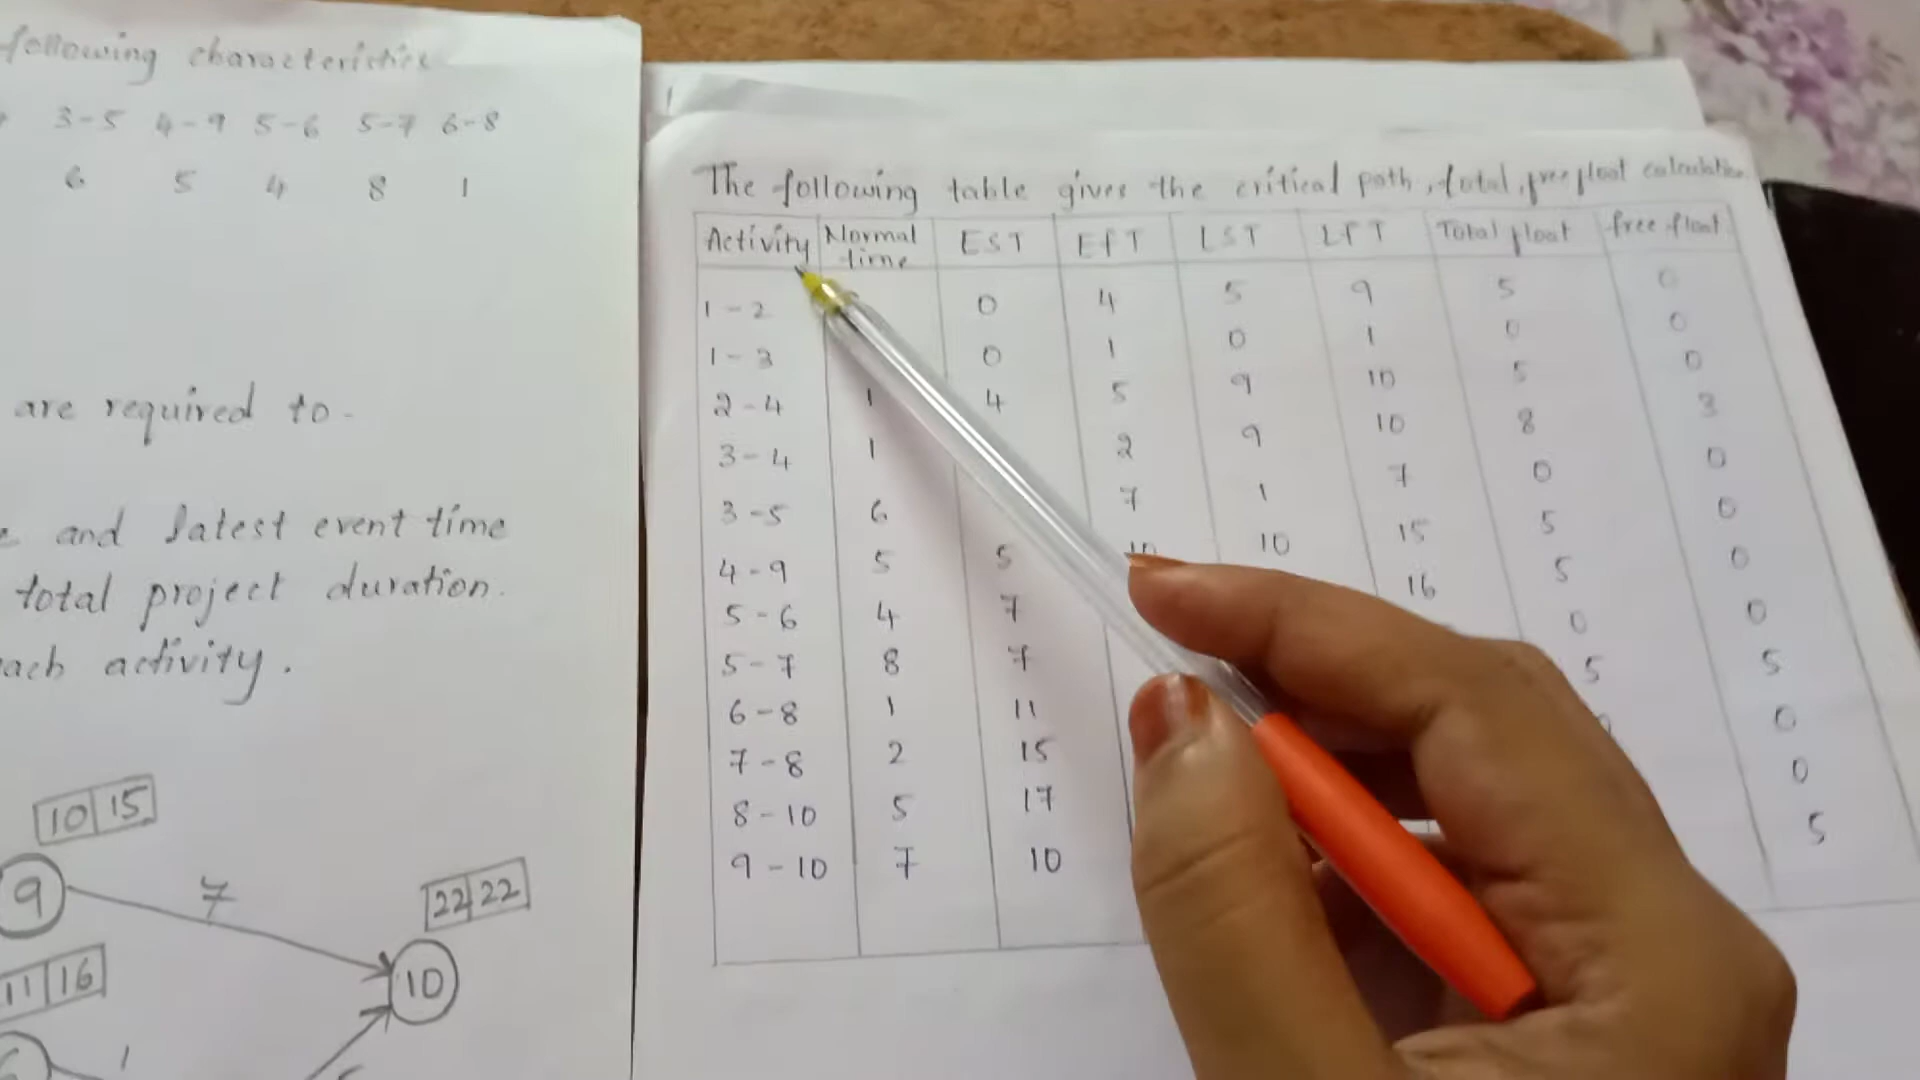 following characteristics
3-5 4-9 5-6 5-7 6-8
6 5 4 8 1
are required to-
and latest event time
total project duration.
each activity.
10 15
9
7
22 22
10
11 16
1
The following table gives the critical path, total, free float calculation
Activity Normal time EST EFT LST LFT Total float free float
1-2 0 4 5 9 5 0
1-3 0 1 0 1 0 0
2-4 1 4 5 9 10 5 0
3-4 1 2 9 10 8 3
3-5 6 7 1 7 0 0
4-9 5 5 10 10 15 5 0
5-6 4 7 16 5 0
5-7 8 7 0 0
6-8 1 11 5 5
7-8 2 15 0
8-10 5 17 0
9-10 7 10 5